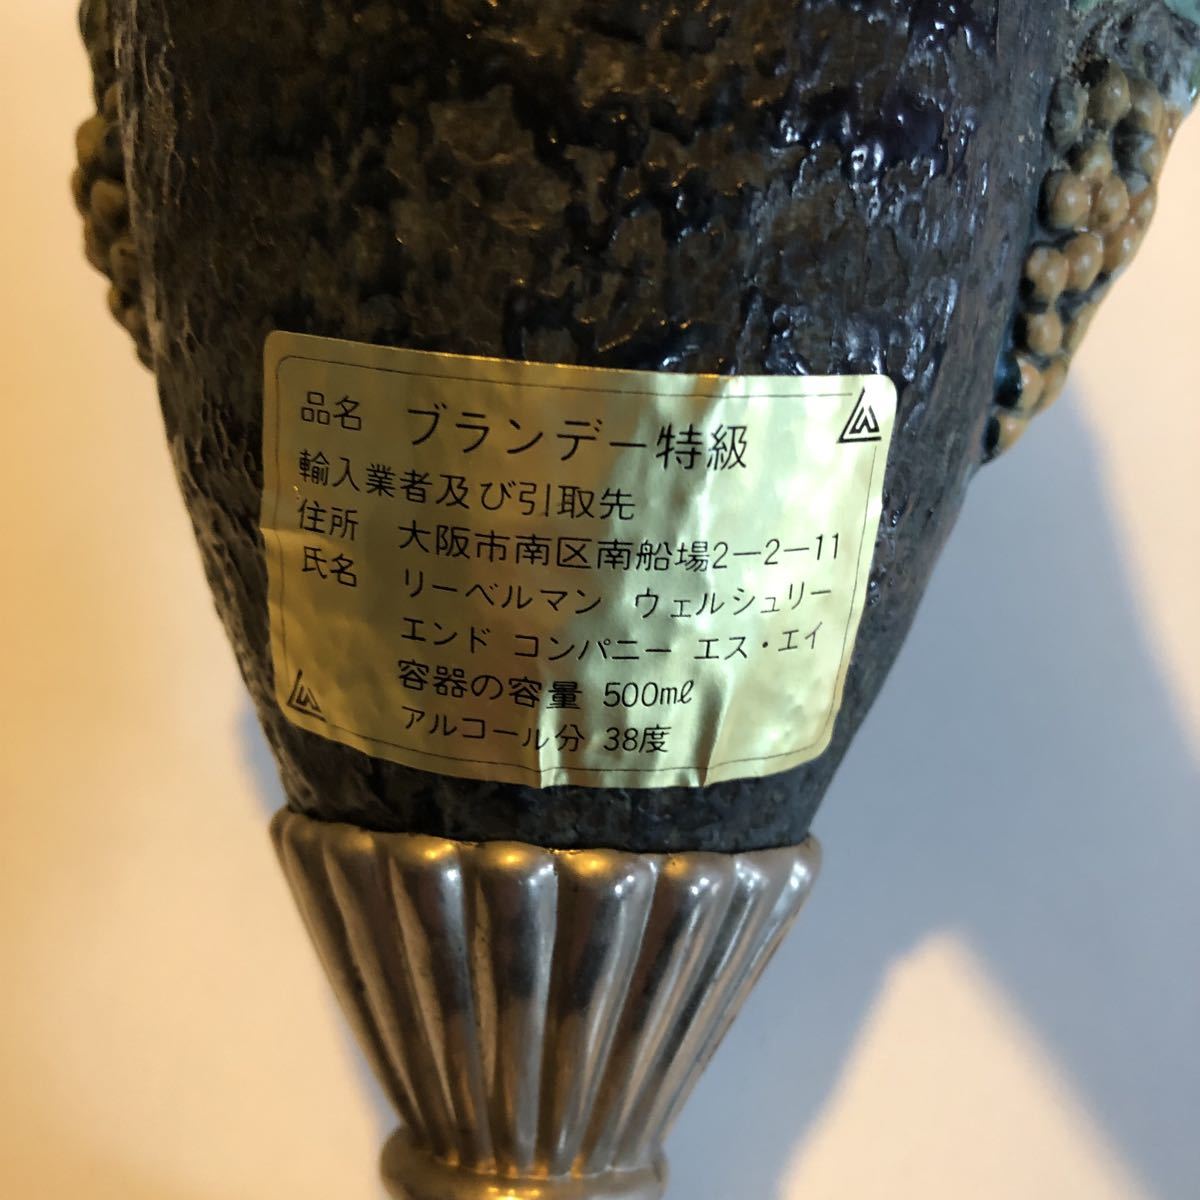 品名 ブランデー特級
輸入業者及び引取先
住所 大阪市南区南船場2-2-11
氏名 リーベルマン ウェルシュリー
エンド コンパニー エス・エイ
容器の容量 500mℓ
アルコール分 38度